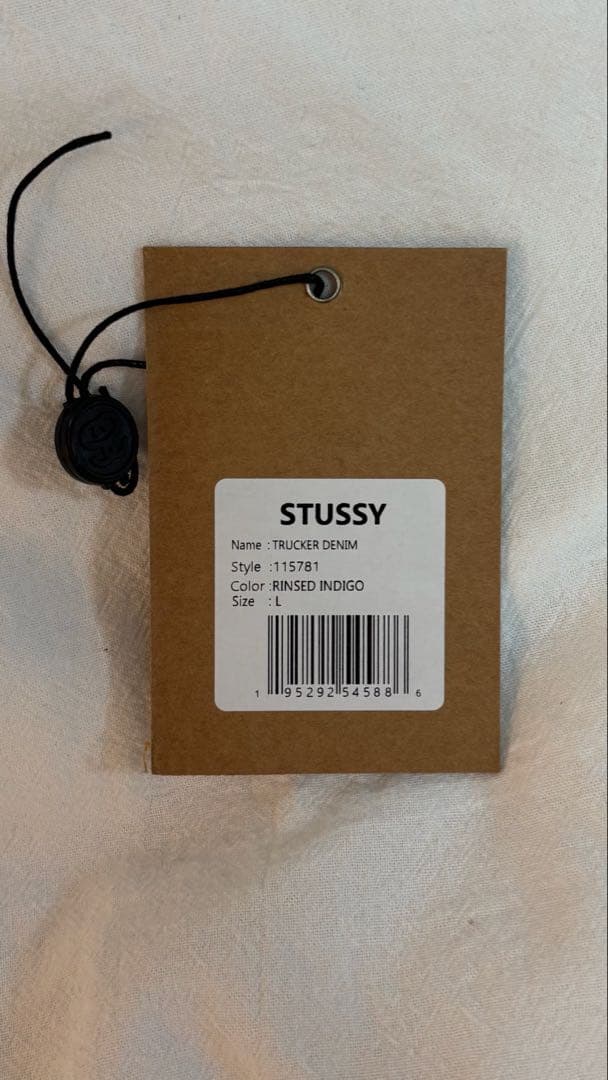 STUSSY
Name : TRUCKER DENIM
Style :115781
Color :RINSED INDIGO
Size : L
1 95292 54588 6